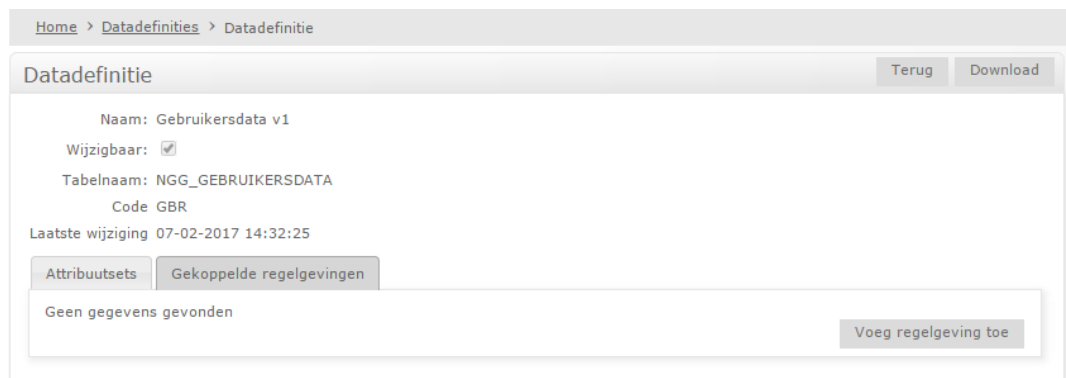 Home > Datadefinities > Datadefinitie
Datadefinitie
Terug Download
Naam: Gebruikersdata v1
Wijzigbaar:
Tabelnaam: NGG_GEBRUIKERSDATA
Code GBR
Laatste wijziging 07-02-2017 14:32:25
Attribuutsets Gekoppelde regelgevingen
Geen gegevens gevonden
Voeg regelgeving toe